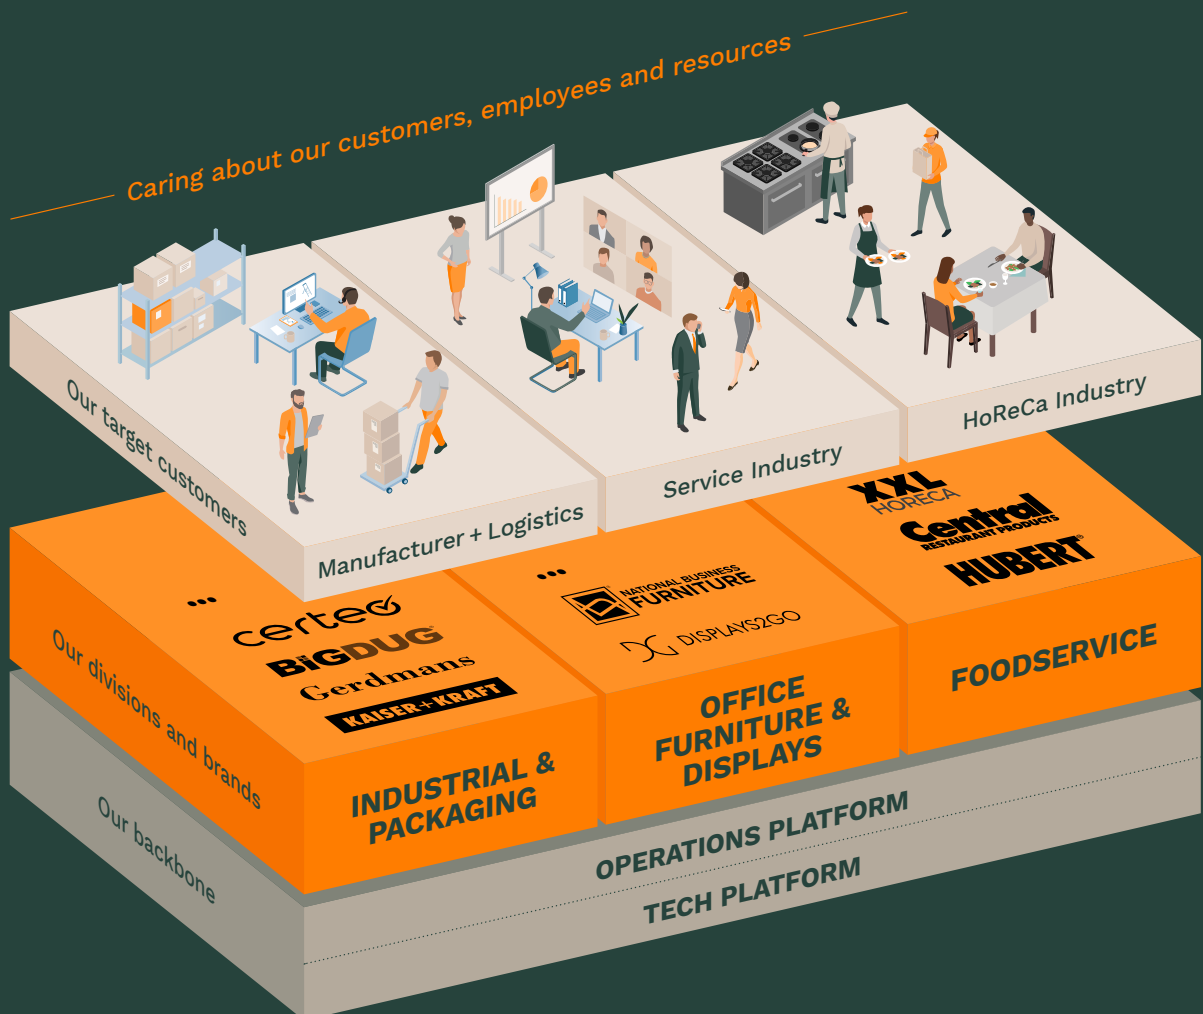 Caring about our customers, employees and resources
Our target customers
Manufacturer + Logistics
Service Industry
HoReCa Industry
Our divisions and brands
...
certeo
BiGDUG®
Gerdmans
KAISER+KRAFT
INDUSTRIAL &
PACKAGING
...
NATIONAL BUSINESS
FURNITURE
DISPLAYS2GO
OFFICE
FURNITURE &
DISPLAYS
XXL
HORECA
Central
RESTAURANT PRODUCTS
HUBERT®
FOODSERVICE
Our backbone
OPERATIONS PLATFORM
TECH PLATFORM